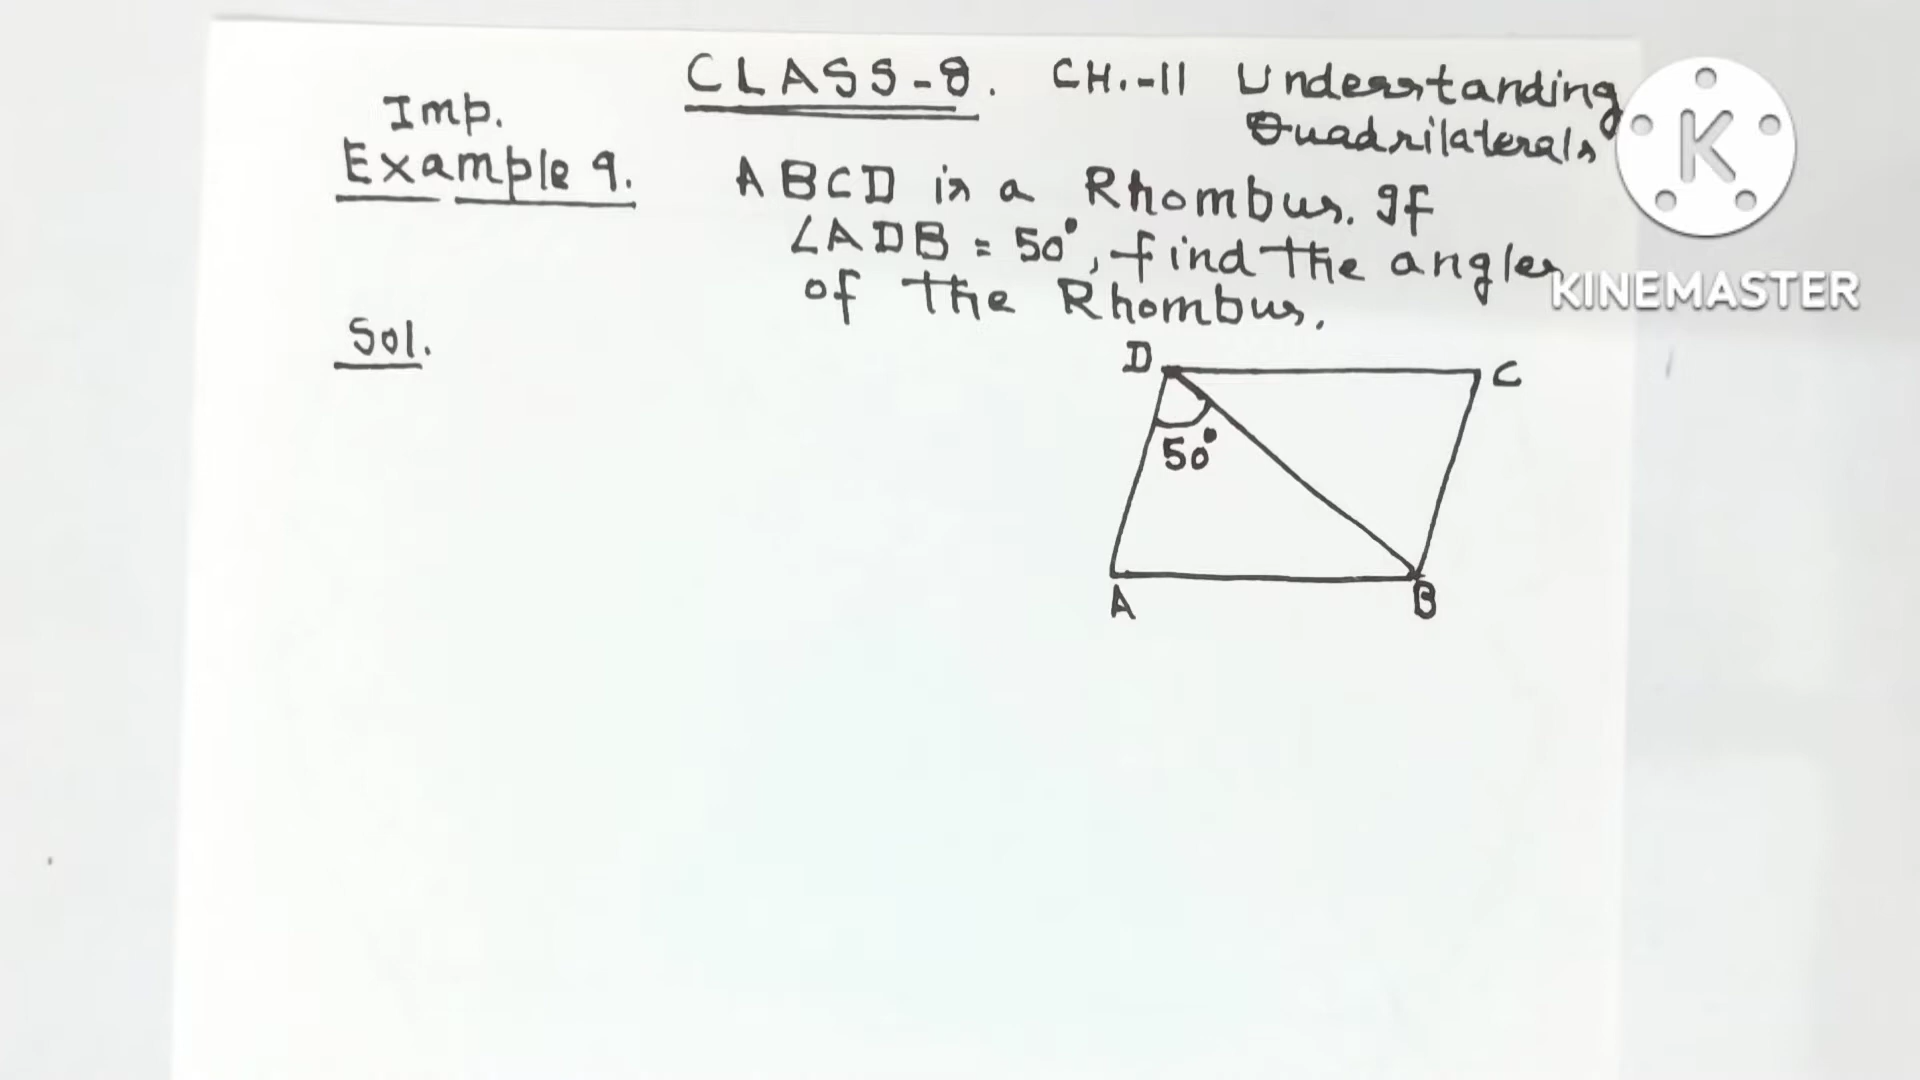 CLASS-8. CH.-11 Understanding
Quadrilaterals
Imp.
Example 9.
ABCD is a Rhombus. If
∠ADB = 50°, find the angles
of the Rhombus.
Sol.
D
C
50°
A
B
K
KINEMASTER